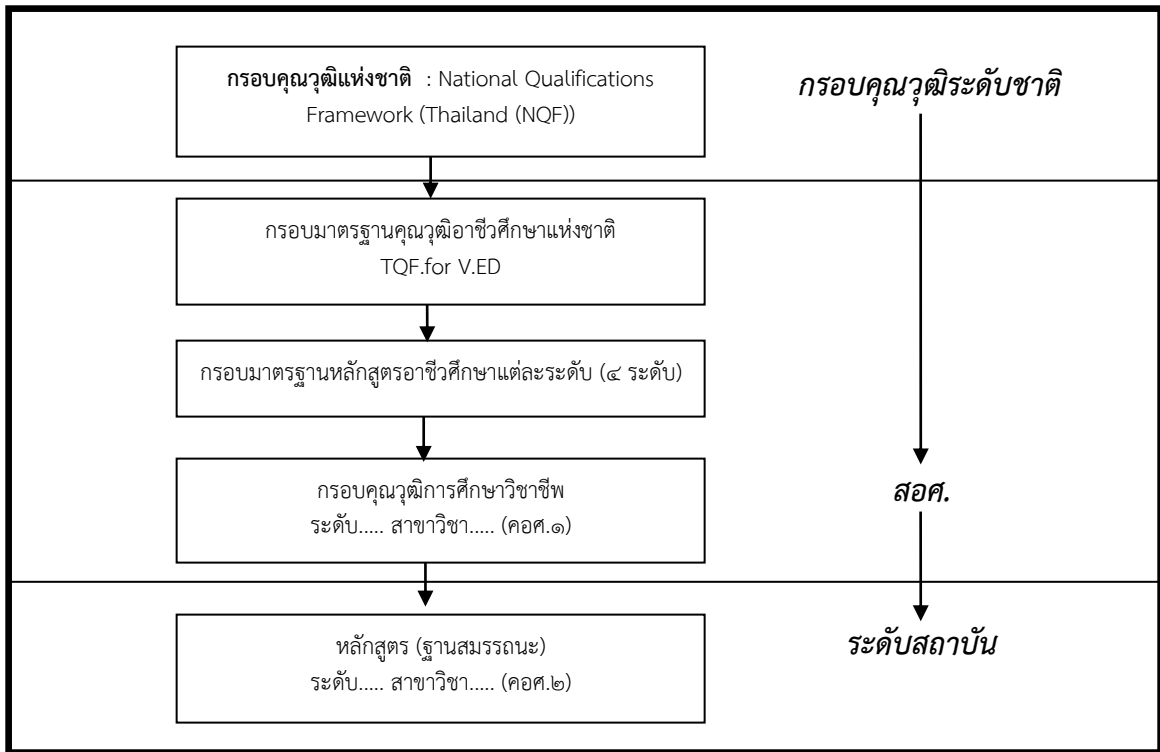 กรอบคุณวุฒิแห่งชาติ : National Qualifications
Framework (Thailand (NQF))
กรอบคุณวุฒิระดับชาติ
กรอบมาตรฐานคุณวุฒิอาชีวศึกษาแห่งชาติ
TQF.for V.ED
กรอบมาตรฐานหลักสูตรอาชีวศึกษาแต่ละระดับ (๔ ระดับ)
กรอบคุณวุฒิการศึกษาวิชาชีพ
ระดับ..... สาขาวิชา..... (คอศ.๑)
สอศ.
หลักสูตร (ฐานสมรรถนะ)
ระดับ..... สาขาวิชา..... (คอศ.๒)
ระดับสถาบัน